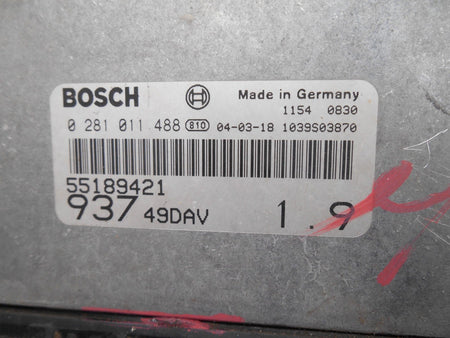 BOSCH Made in Germany
1154 0830
0 281 011 488 B10 04-03-18 1039S03870
55189421
937 49DAV 1.9